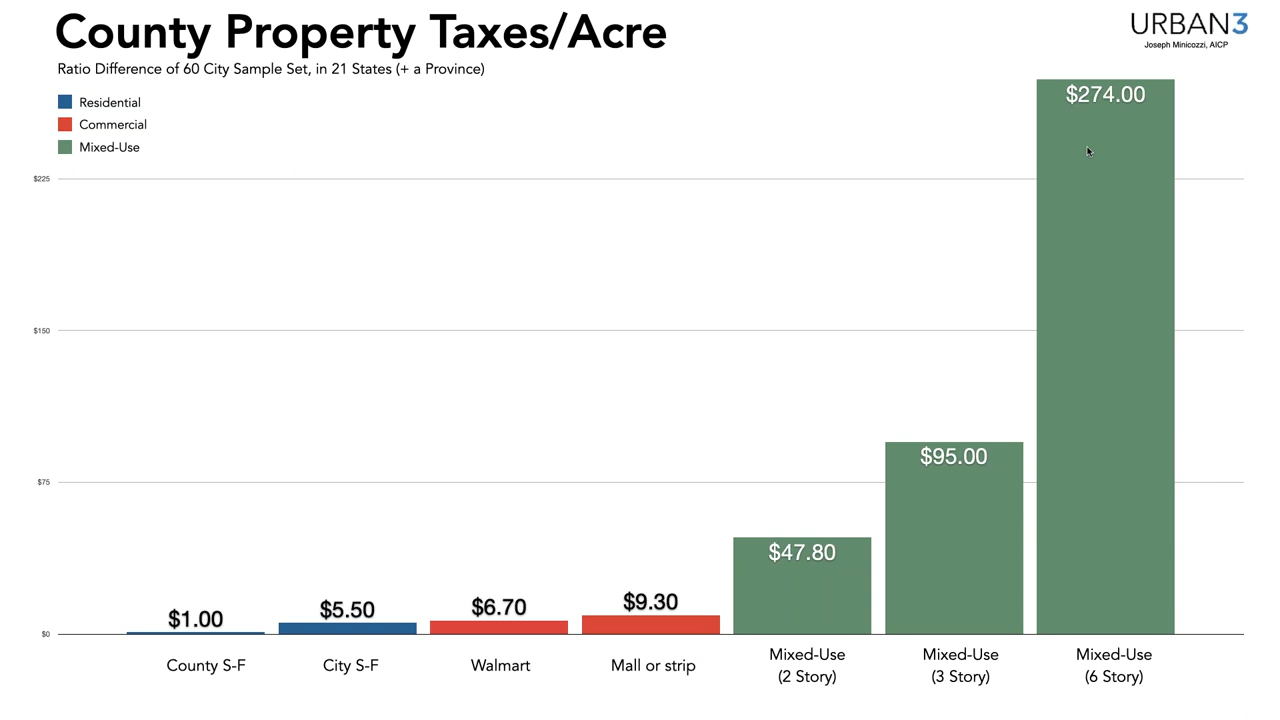 County Property Taxes/Acre
URBAN3
Joseph Minicozzi, AICP
Ratio Difference of 60 City Sample Set, in 21 States (+ a Province)
Residential
Commercial
Mixed-Use
$225
$150
$75
$0
$1.00
$5.50
$6.70
$9.30
$47.80
$95.00
$274.00
County S-F
City S-F
Walmart
Mall or strip
Mixed-Use
(2 Story)
Mixed-Use
(3 Story)
Mixed-Use
(6 Story)